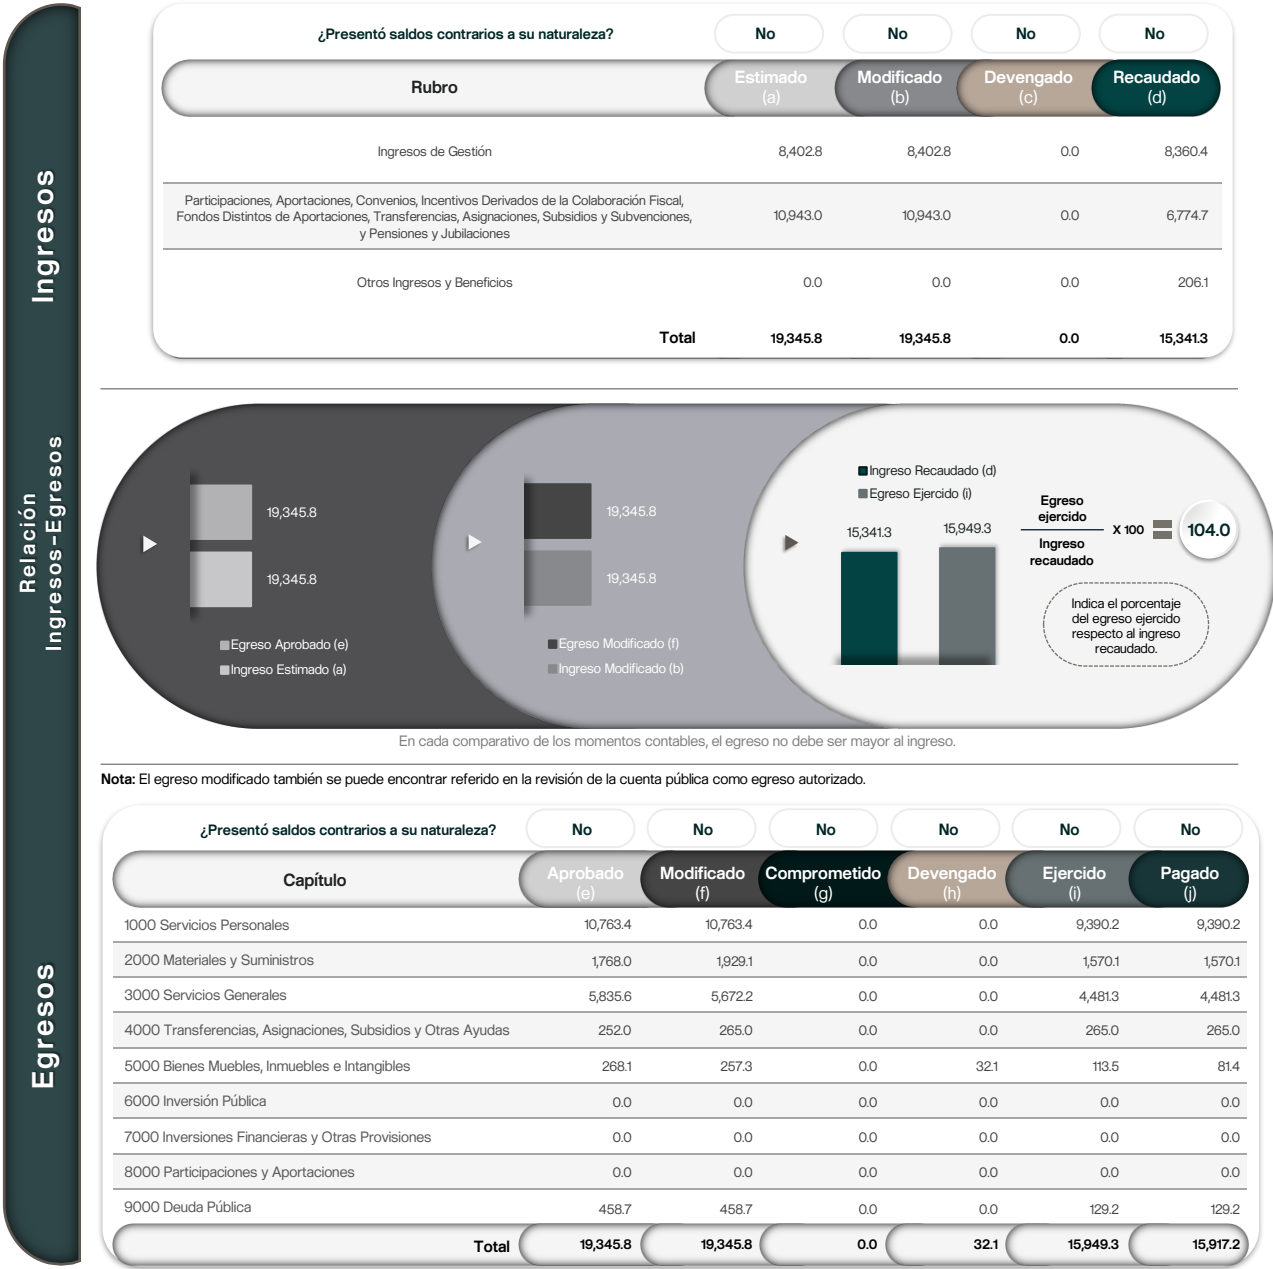 Ingresos
¿Presentó saldos contrarios a su naturaleza? No No No No
Rubro Estimado (a) Modificado (b) Devengado (c) Recaudado (d)
Ingresos de Gestión 8,402.8 8,402.8 0.0 8,360.4
Participaciones, Aportaciones, Convenios, Incentivos Derivados de la Colaboración Fiscal,
Fondos Distintos de Aportaciones, Transferencias, Asignaciones, Subsidios y Subvenciones,
y Pensiones y Jubilaciones 10,943.0 10,943.0 0.0 6,774.7
Otros Ingresos y Beneficios 0.0 0.0 0.0 206.1
Total 19,345.8 19,345.8 0.0 15,341.3
Relación
Ingresos-Egresos
19,345.8
19,345.8
Egreso Aprobado (e)
Ingreso Estimado (a)
19,345.8
19,345.8
Egreso Modificado (f)
Ingreso Modificado (b)
Ingreso Recaudado (d)
Egreso Ejercido (i)
15,341.3 15,949.3
Egreso
ejercido
Ingreso
recaudado
X 100 = 104.0
Indica el porcentaje
del egreso ejercido
respecto al ingreso
recaudado.
En cada comparativo de los momentos contables, el egreso no debe ser mayor al ingreso.
Nota: El egreso modificado también se puede encontrar referido en la revisión de la cuenta pública como egreso autorizado.
Egresos
¿Presentó saldos contrarios a su naturaleza? No No No No No No
Capítulo Aprobado (e) Modificado (f) Comprometido (g) Devengado (h) Ejercido (i) Pagado (j)
1000 Servicios Personales 10,763.4 10,763.4 0.0 0.0 9,390.2 9,390.2
2000 Materiales y Suministros 1,768.0 1,929.1 0.0 0.0 1,570.1 1,570.1
3000 Servicios Generales 5,835.6 5,672.2 0.0 0.0 4,481.3 4,481.3
4000 Transferencias, Asignaciones, Subsidios y Otras Ayudas 252.0 265.0 0.0 0.0 265.0 265.0
5000 Bienes Muebles, Inmuebles e Intangibles 268.1 257.3 0.0 32.1 113.5 81.4
6000 Inversión Pública 0.0 0.0 0.0 0.0 0.0 0.0
7000 Inversiones Financieras y Otras Provisiones 0.0 0.0 0.0 0.0 0.0 0.0
8000 Participaciones y Aportaciones 0.0 0.0 0.0 0.0 0.0 0.0
9000 Deuda Pública 458.7 458.7 0.0 0.0 129.2 129.2
Total 19,345.8 19,345.8 0.0 32.1 15,949.3 15,917.2